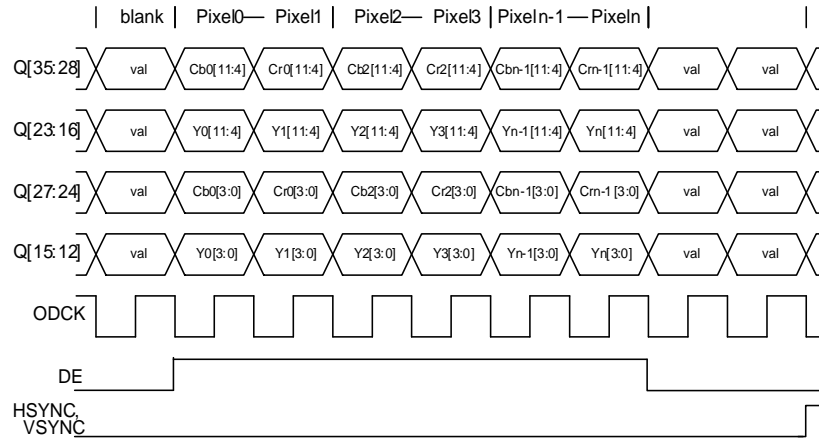 | blank | Pixel0— Pixel1 | Pixel2— Pixel3 | Pixeln-1 — Pixeln | |
Q[35:28] val Cb0[11:4] Cr0[11:4] Cb2[11:4] Cr2[11:4] Cbn-1[11:4] Crn-1[11:4] val val
Q[23:16] val Y0[11:4] Y1[11:4] Y2[11:4] Y3[11:4] Yn-1[11:4] Yn[11:4] val val
Q[27:24] val Cb0[3:0] Cr0[3:0] Cb2[3:0] Cr2[3:0] Cbn-1[3:0] Crn-1[3:0] val val
Q[15:12] val Y0[3:0] Y1[3:0] Y2[3:0] Y3[3:0] Yn-1[3:0] Yn[3:0] val val
ODCK
DE
HSYNC,
VSYNC